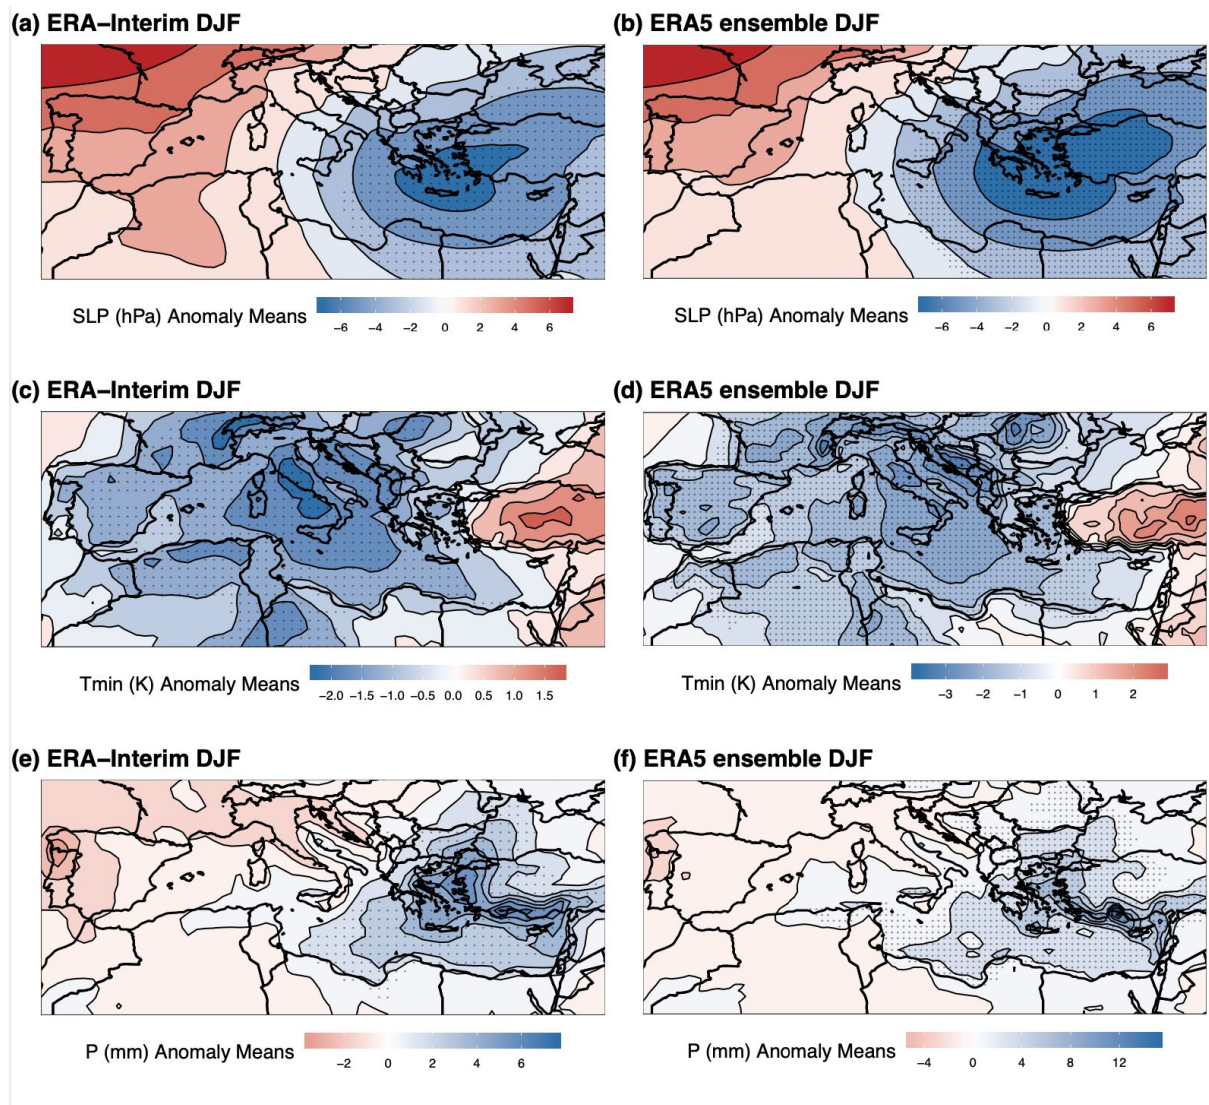 (a) ERA–Interim DJF
(b) ERA5 ensemble DJF
SLP (hPa) Anomaly Means
−6 −4 −2 0 2 4 6
SLP (hPa) Anomaly Means
−6 −4 −2 0 2 4 6
(c) ERA–Interim DJF
(d) ERA5 ensemble DJF
Tmin (K) Anomaly Means
−2.0 −1.5 −1.0 −0.5 0.0 0.5 1.0 1.5
Tmin (K) Anomaly Means
−3 −2 −1 0 1 2
(e) ERA–Interim DJF
(f) ERA5 ensemble DJF
P (mm) Anomaly Means
−2 0 2 4 6
P (mm) Anomaly Means
−4 0 4 8 12